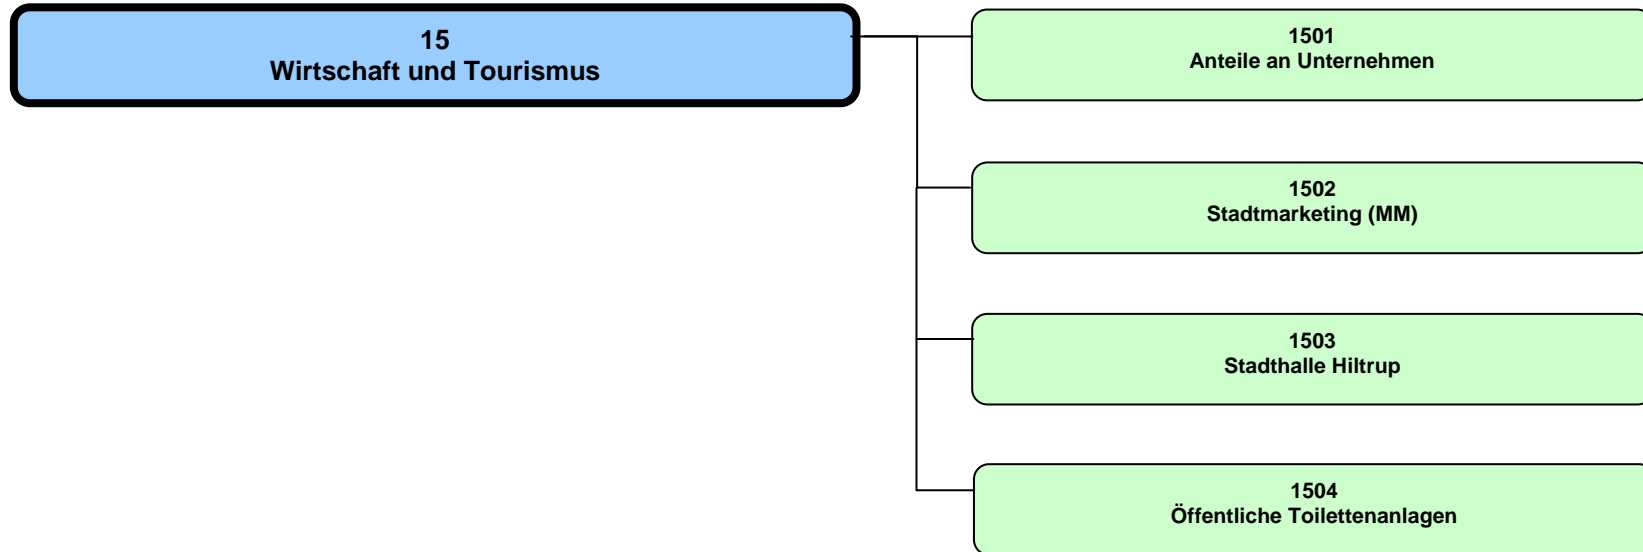 15
Wirtschaft und Tourismus
1501
Anteile an Unternehmen
1502
Stadtmarketing (MM)
1503
Stadthalle Hiltrup
1504
Öffentliche Toilettenanlagen